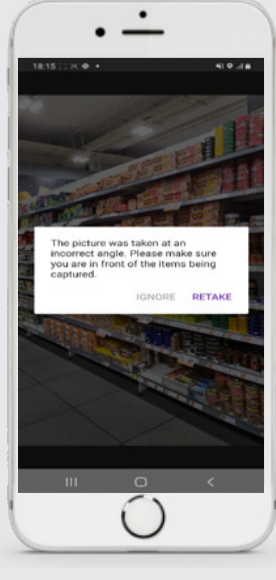 18:15
The picture was taken at an
incorrect angle. Please make sure
you are in front of the items being
captured.
IGNORE RETAKE